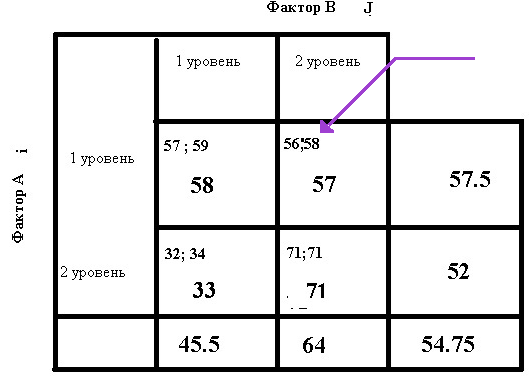 Фактор B J
1 уровень 2 уровень
Фактор А i
1 уровень
57 ; 59 56;58
58 57 57.5
2 уровень
32; 34 71;71
33 71 52
45.5 64 54.75